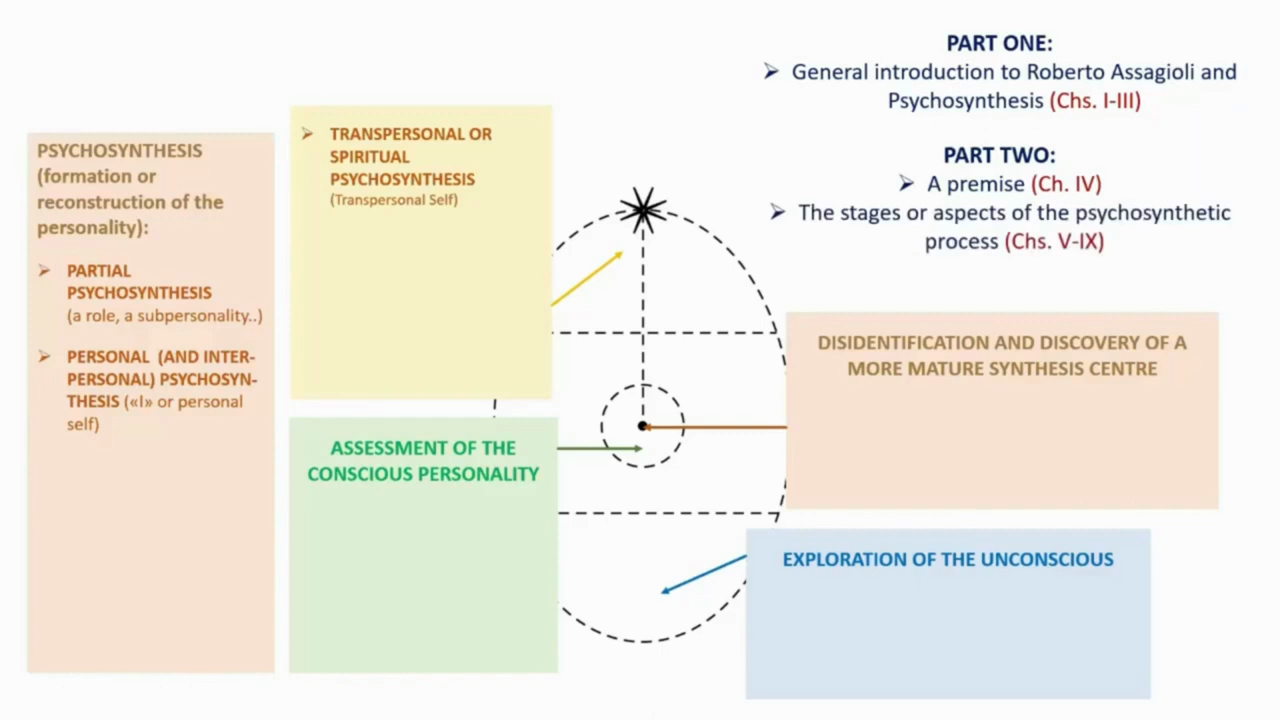 PART ONE:
➢ General introduction to Roberto Assagioli and
Psychosynthesis (Chs. I-III)
PART TWO:
➢ A premise (Ch. IV)
➢ The stages or aspects of the psychosynthetic
process (Chs. V-IX)
PSYCHOSYNTHESIS
(formation or
reconstruction of the
personality):
➢ PARTIAL
PSYCHOSYNTHESIS
(a role, a subpersonality..)
➢ PERSONAL (AND INTER-
PERSONAL) PSYCHOSYN-
THESIS («I» or personal
self)
➢ TRANSPERSONAL OR
SPIRITUAL
PSYCHOSYNTHESIS
(Transpersonal Self)
ASSESSMENT OF THE
CONSCIOUS PERSONALITY
DISIDENTIFICATION AND DISCOVERY OF A
MORE MATURE SYNTHESIS CENTRE
EXPLORATION OF THE UNCONSCIOUS